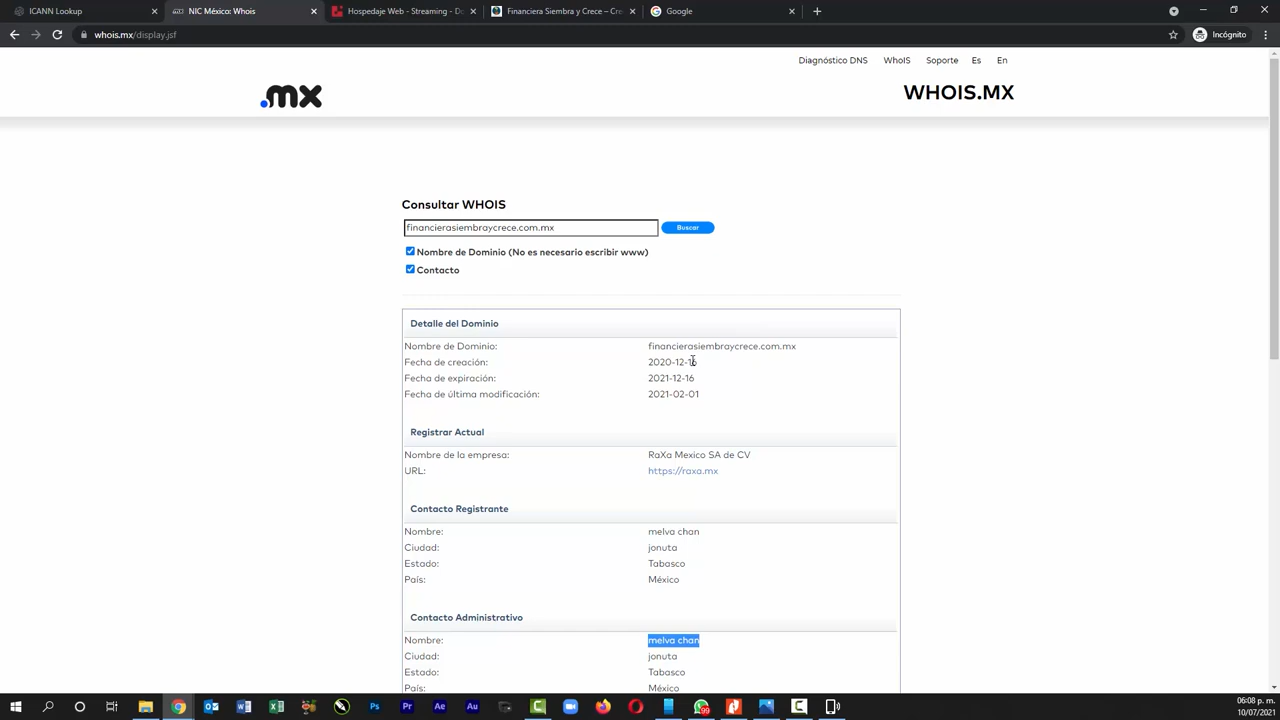 ICANN Lookup
NIC México: Whois
Hospedaje Web - Streaming - Do
Financiera Siembra y Crece – Cre
Google
whois.mx/display.jsf
Incógnito
Diagnóstico DNS WhoIS Soporte Es En
.mx
WHOIS.MX
Consultar WHOIS
financierasiembraycrece.com.mx
Buscar
Nombre de Dominio (No es necesario escribir www)
Contacto
Detalle del Dominio
Nombre de Dominio: financierasiembraycrece.com.mx
Fecha de creación: 2020-12-16
Fecha de expiración: 2021-12-16
Fecha de última modificación: 2021-02-01
Registrar Actual
Nombre de la empresa: RaXa Mexico SA de CV
URL: https://raxa.mx
Contacto Registrante
Nombre: melva chan
Ciudad: jonuta
Estado: Tabasco
País: México
Contacto Administrativo
Nombre: melva chan
Ciudad: jonuta
Estado: Tabasco
País: México
99
06:08 p. m.
10/07/2021